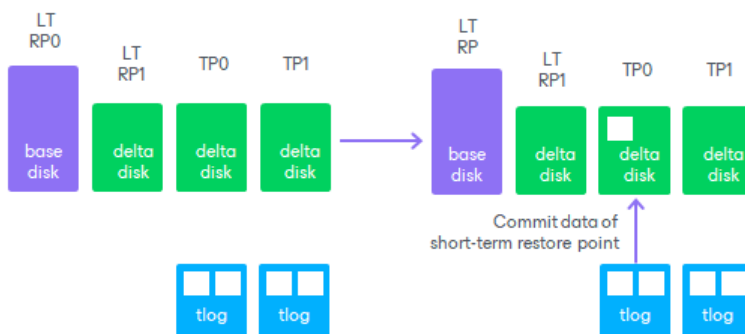 LT
RP0
LT
RP1
TP0
TP1
base
disk
delta
disk
delta
disk
delta
disk
tlog
tlog
LT
RP
LT
RP1
TP0
TP1
base
disk
delta
disk
delta
disk
delta
disk
Commit data of
short-term restore point
tlog
tlog